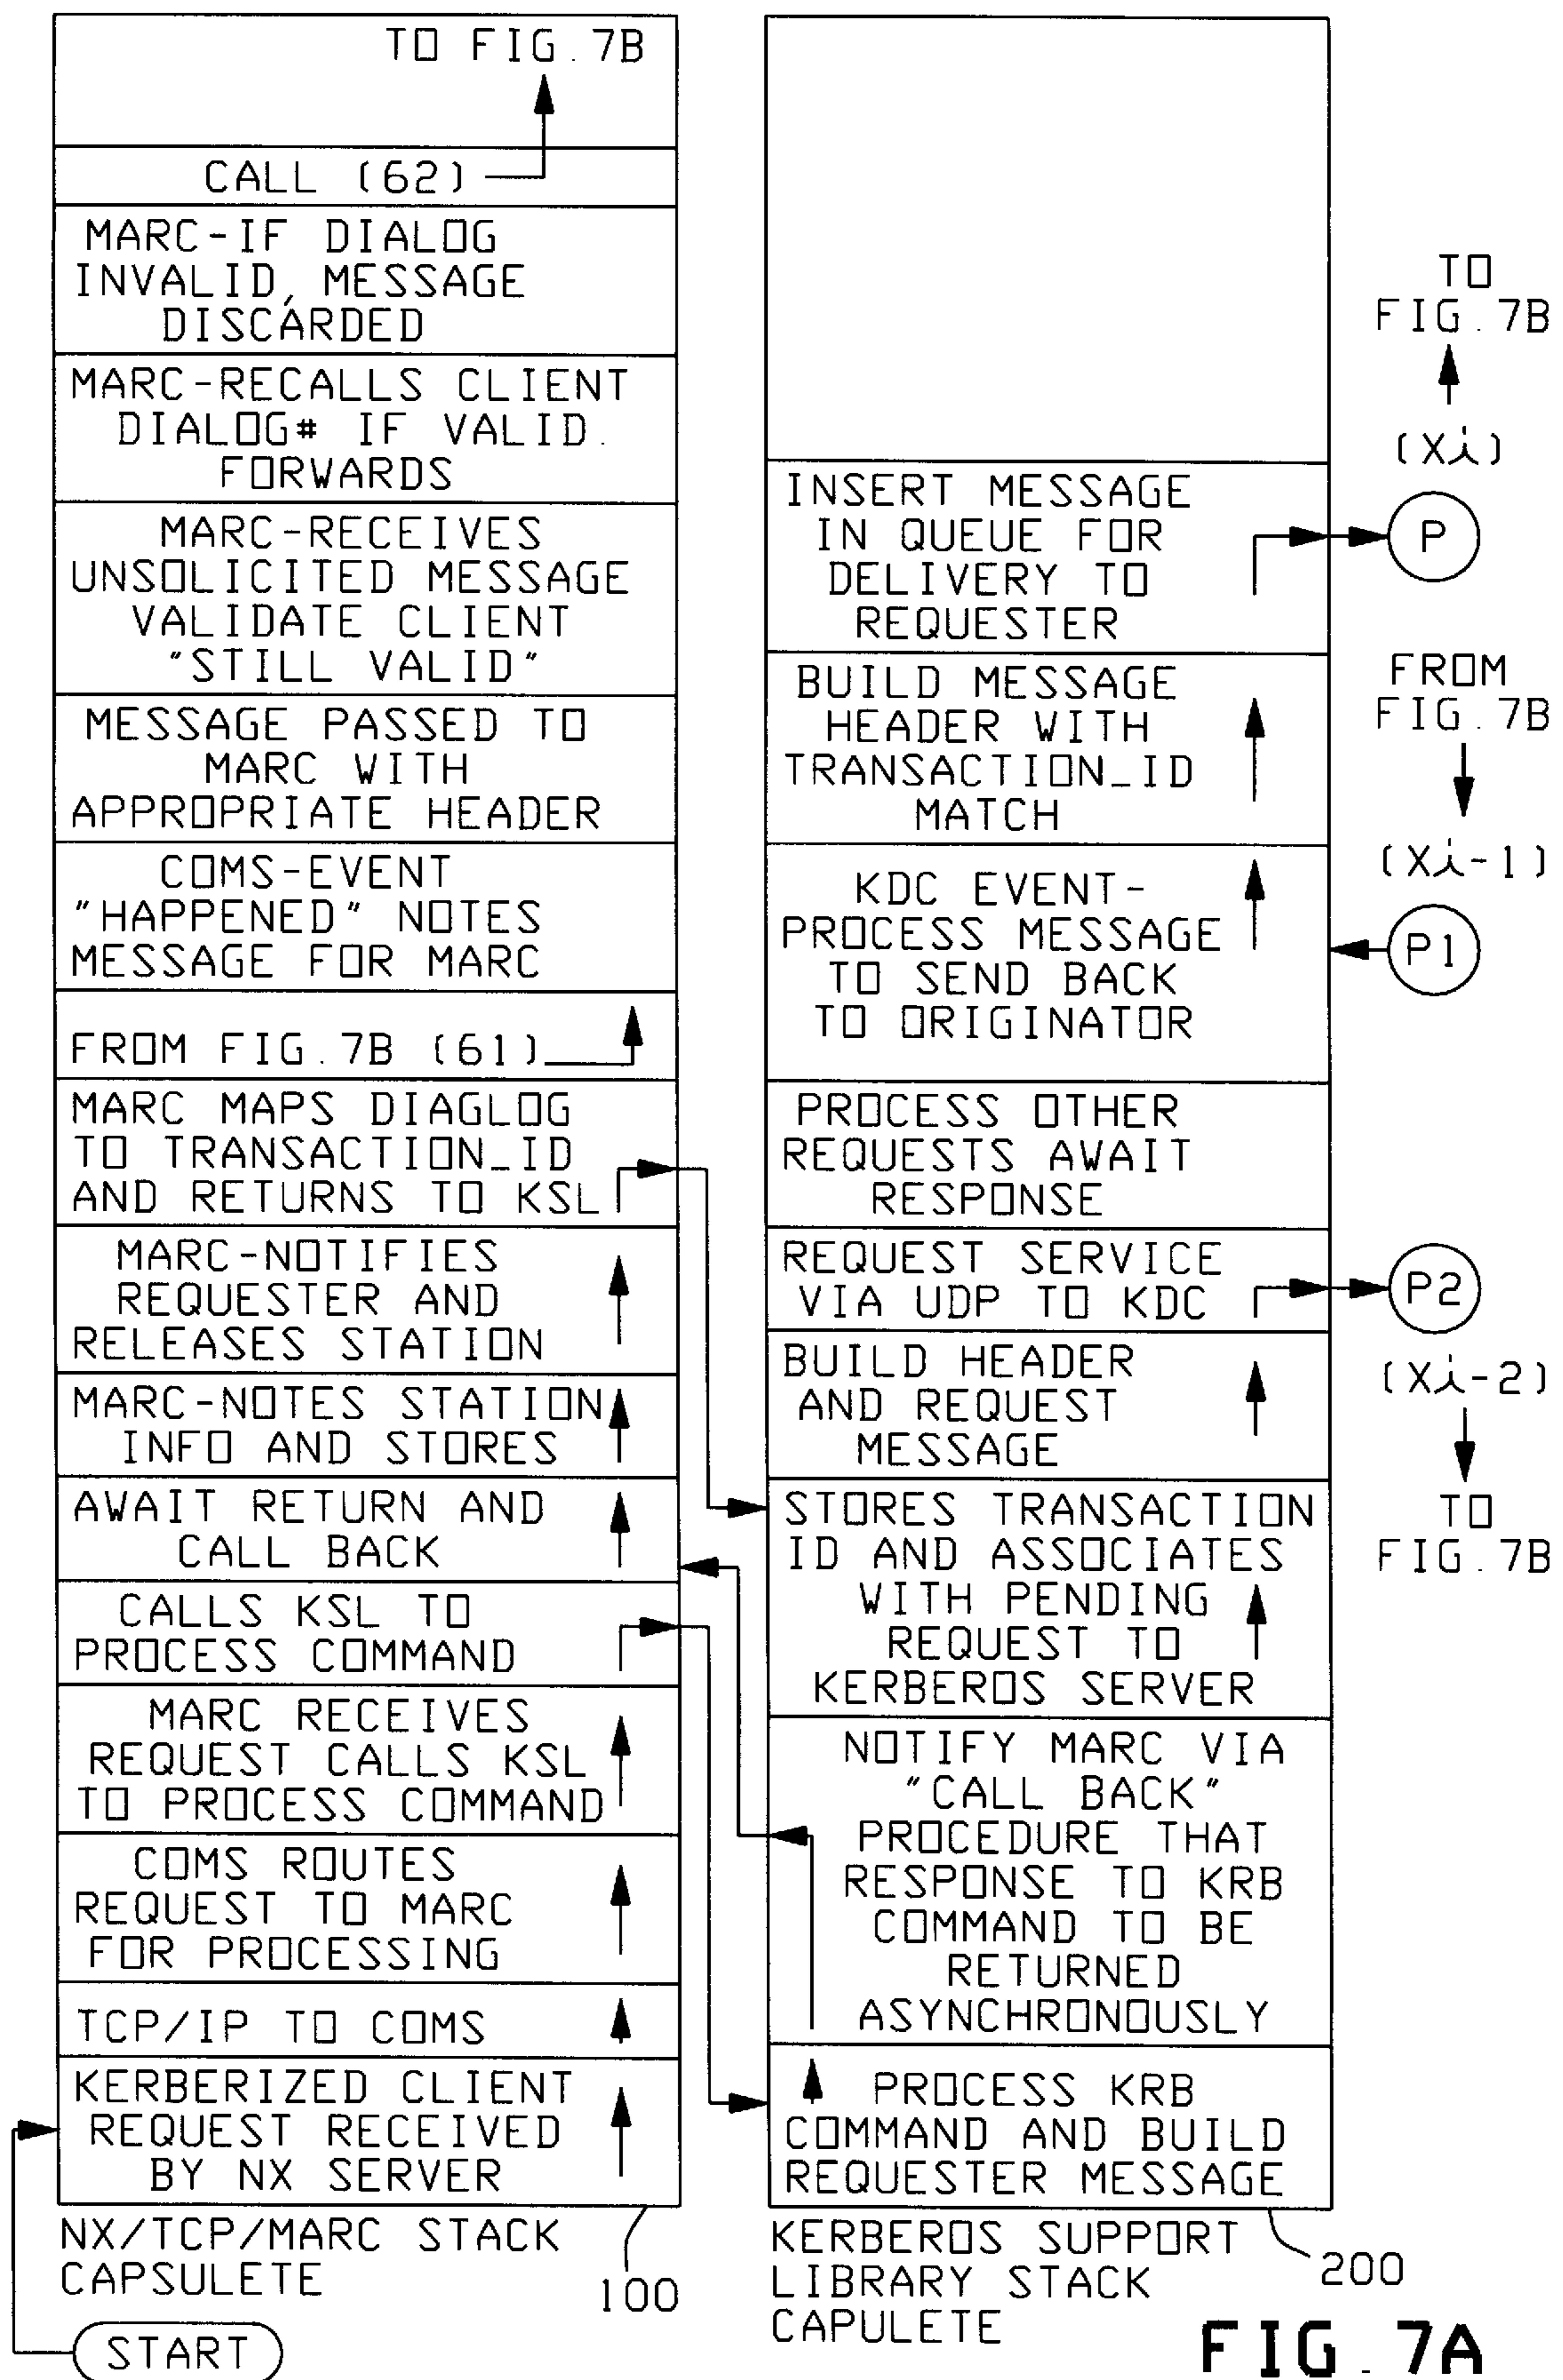 TO FIG. 7B
CALL (62)
MARC-IF DIALOG
INVALID, MESSAGE
DISCARDED
MARC-RECALLS CLIENT
DIALOG# IF VALID.
FORWARDS
MARC-RECEIVES
UNSOLICITED MESSAGE
VALIDATE CLIENT
"STILL VALID"
MESSAGE PASSED TO
MARC WITH
APPROPRIATE HEADER
COMS-EVENT
"HAPPENED" NOTES
MESSAGE FOR MARC
FROM FIG. 7B (61)
MARC MAPS DIAGLOG
TO TRANSACTION_ID
AND RETURNS TO KSL
MARC-NOTIFIES
REQUESTER AND
RELEASES STATION
MARC-NOTES STATION
INFO AND STORES
AWAIT RETURN AND
CALL BACK
CALLS KSL TO
PROCESS COMMAND
MARC RECEIVES
REQUEST CALLS KSL
TO PROCESS COMMAND
COMS ROUTES
REQUEST TO MARC
FOR PROCESSING
TCP/IP TO COMS
KERBERIZED CLIENT
REQUEST RECEIVED
BY NX SERVER
NX/TCP/MARC STACK
CAPSULETE
100
START
INSERT MESSAGE
IN QUEUE FOR
DELIVERY TO
REQUESTER
BUILD MESSAGE
HEADER WITH
TRANSACTION_ID
MATCH
KDC EVENT-
PROCESS MESSAGE
TO SEND BACK
TO ORIGINATOR
PROCESS OTHER
REQUESTS AWAIT
RESPONSE
REQUEST SERVICE
VIA UDP TO KDC
BUILD HEADER
AND REQUEST
MESSAGE
STORES TRANSACTION
ID AND ASSOCIATES
WITH PENDING
REQUEST TO
KERBEROS SERVER
NOTIFY MARC VIA
"CALL BACK"
PROCEDURE THAT
RESPONSE TO KRB
COMMAND TO BE
RETURNED
ASYNCHRONOUSLY
PROCESS KRB
COMMAND AND BUILD
REQUESTER MESSAGE
KERBEROS SUPPORT
LIBRARY STACK
CAPULETE
200
TO
FIG. 7B
(Xi)
P
FROM
FIG. 7B
(Xi-1)
P1
P2
(Xi-2)
TO
FIG. 7B
FIG. 7A